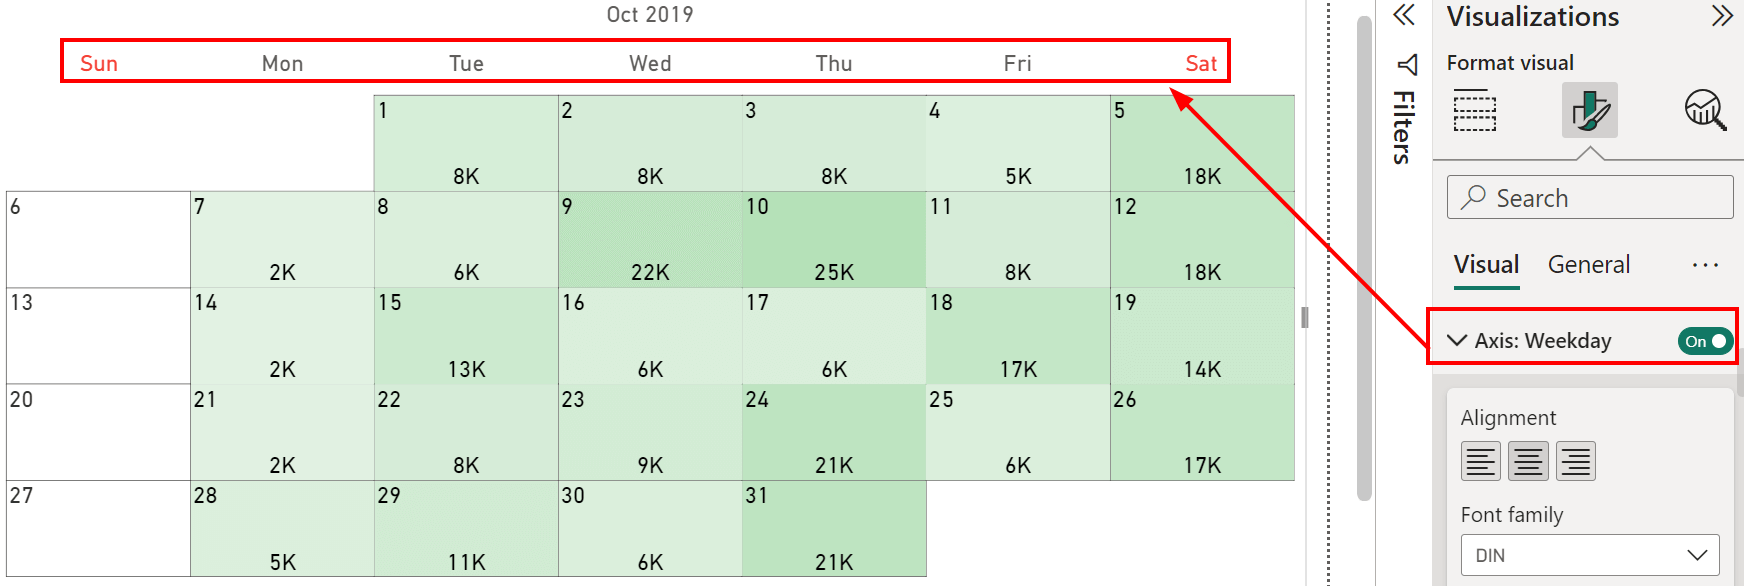 Oct 2019
Sun Mon Tue Wed Thu Fri Sat
1 2 3 4 5
8K 8K 8K 5K 18K
6 7 8 9 10 11 12
2K 6K 22K 25K 8K 18K
13 14 15 16 17 18 19
2K 13K 6K 6K 17K 14K
20 21 22 23 24 25 26
2K 8K 9K 21K 6K 17K
27 28 29 30 31
5K 11K 6K 21K
Filters
Visualizations
Format visual
Search
Visual General ...
Axis: Weekday On
Alignment
Font family
DIN